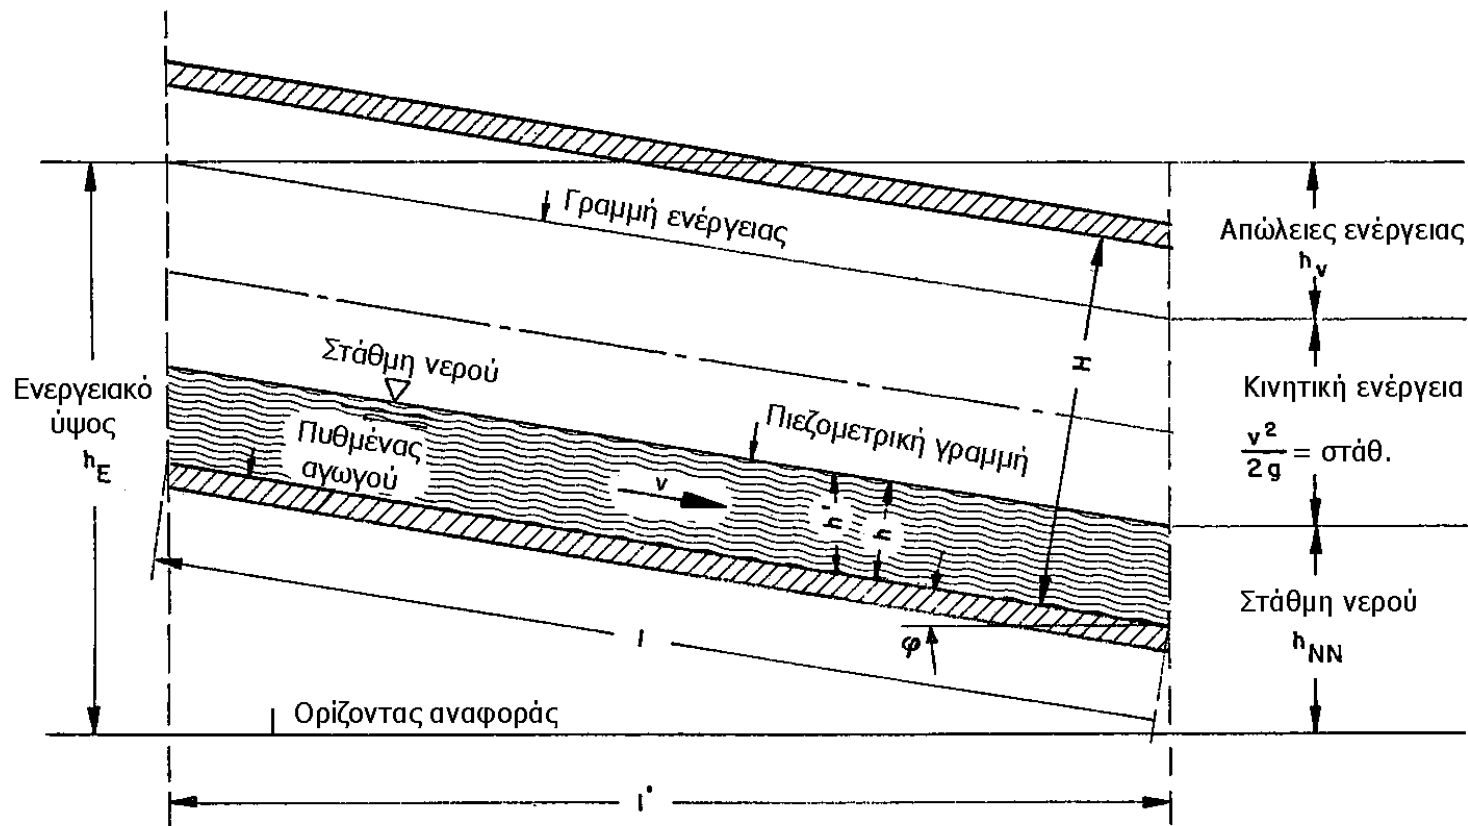 Γραμμή ενέργειας
Απώλειες ενέργειας
h_v
Στάθμη νερού
H
Ενεργειακό
ύψος
h_E
Κινητική ενέργεια
v²/2g = στάθ.
Πιεζομετρική γραμμή
Πυθμένας
αγωγού
v
h'
h
Στάθμη νερού
h_NN
l
φ
Ορίζοντας αναφοράς
l'